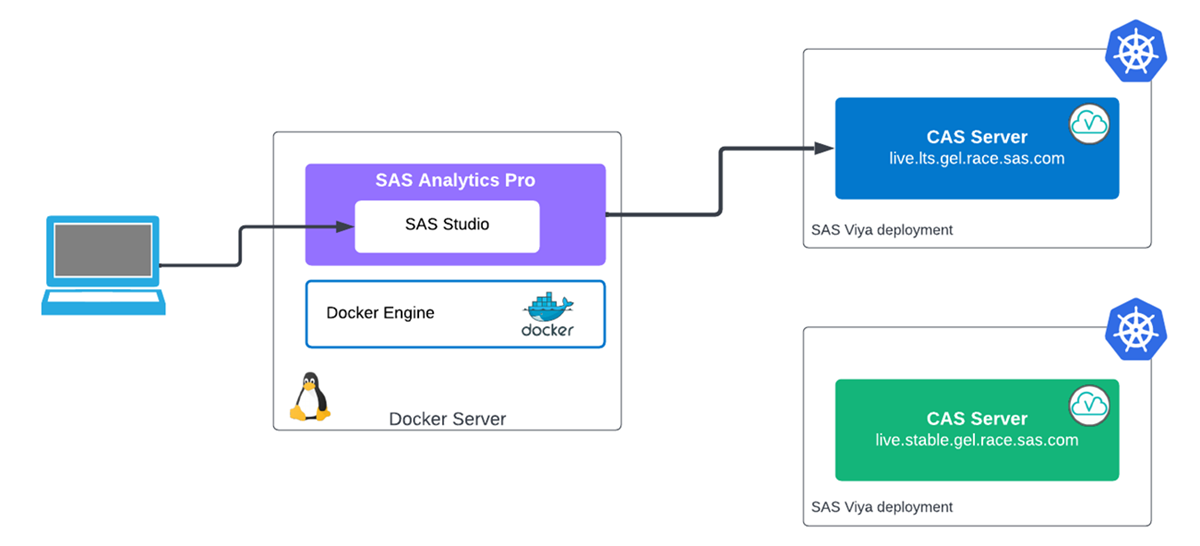 SAS Analytics Pro
SAS Studio
Docker Engine
docker
Docker Server
CAS Server
live.lts.gel.race.sas.com
SAS Viya deployment
CAS Server
live.stable.gel.race.sas.com
SAS Viya deployment